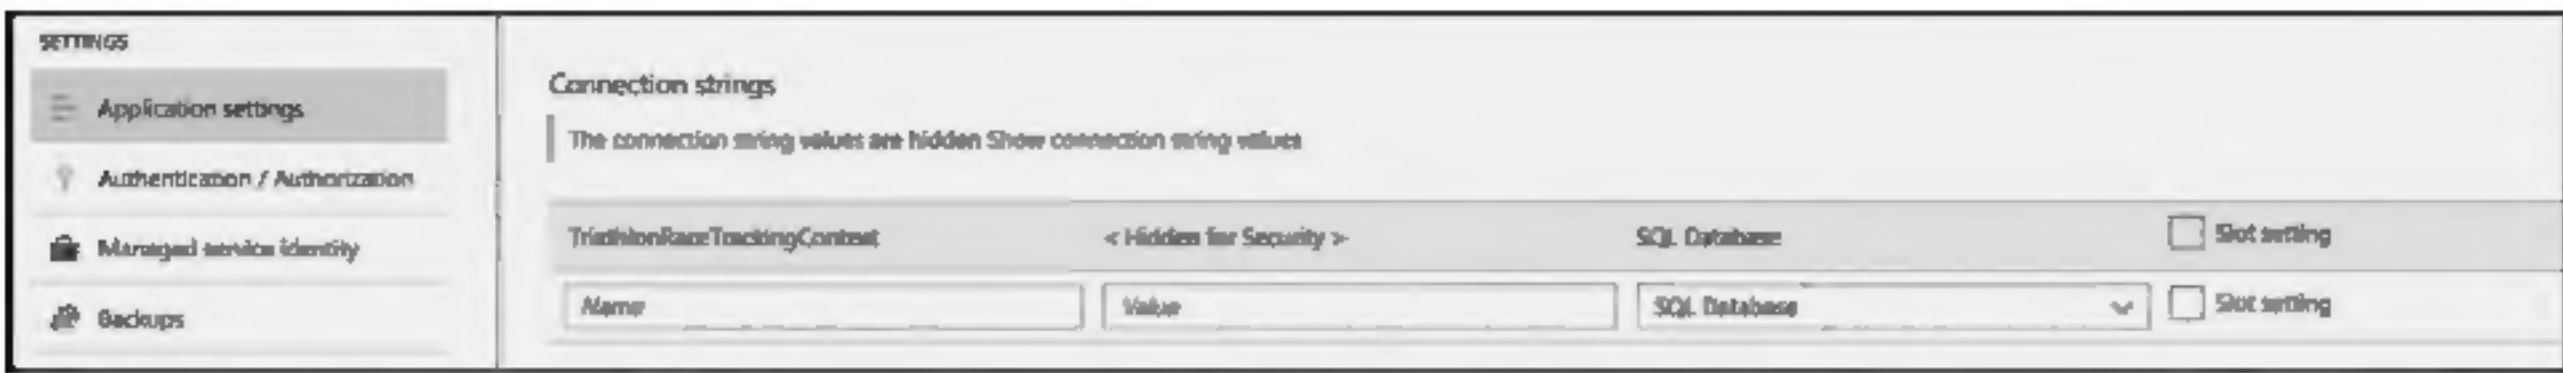 SETTINGS
Application settings
Authentication / Authorization
Managed service identity
Backups
Connection strings
The connection string values are hidden Show connection string values
TriathlonRaceTrackingContext < Hidden for Security > SQL Database Slot setting
Name Value SQL Database Slot setting